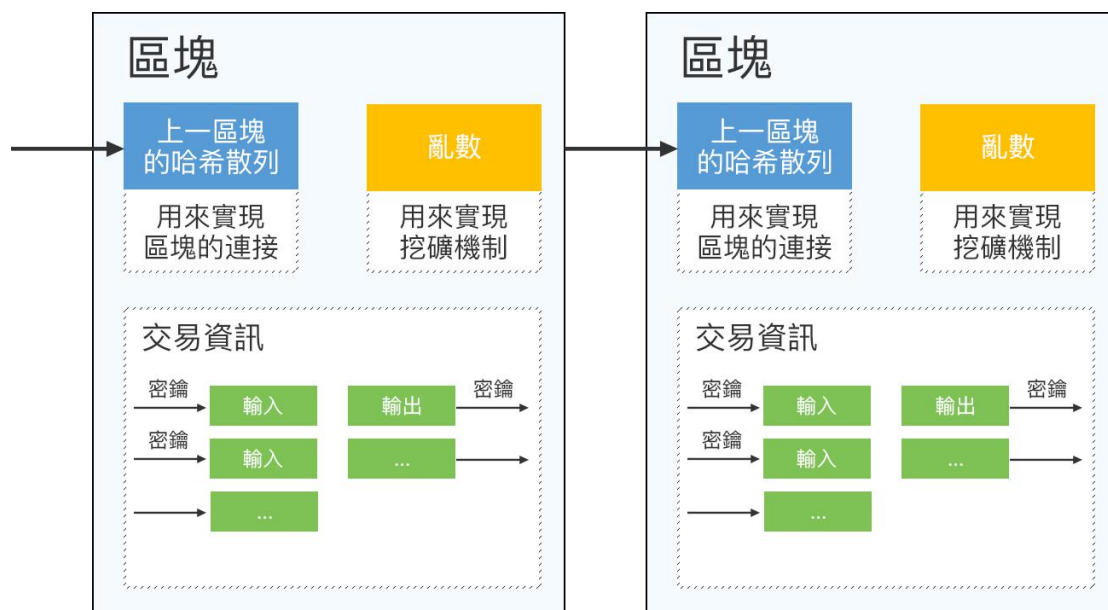 區塊
上一區塊
的哈希散列
亂數
用來實現
區塊的連接
用來實現
挖礦機制
交易資訊
密鑰
輸入
輸出
密鑰
密鑰
輸入
...
...
區塊
上一區塊
的哈希散列
亂數
用來實現
區塊的連接
用來實現
挖礦機制
交易資訊
密鑰
輸入
輸出
密鑰
密鑰
輸入
...
...